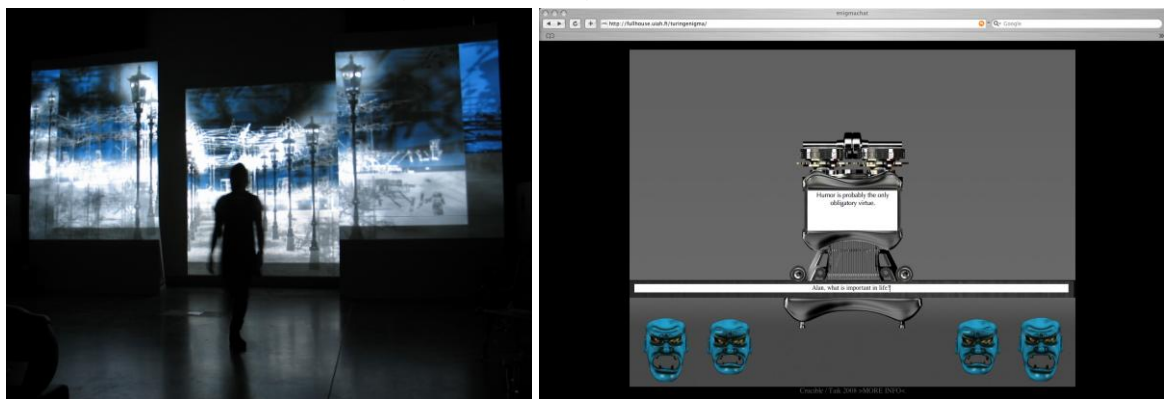 enigmachat
http://fullhouse.uiah.fi/turingenigma/
Google
Humor is probably the only
obligatory virtue.
Alan, what is important in life?
Crucible / Taik 2008 >MORE INFO<